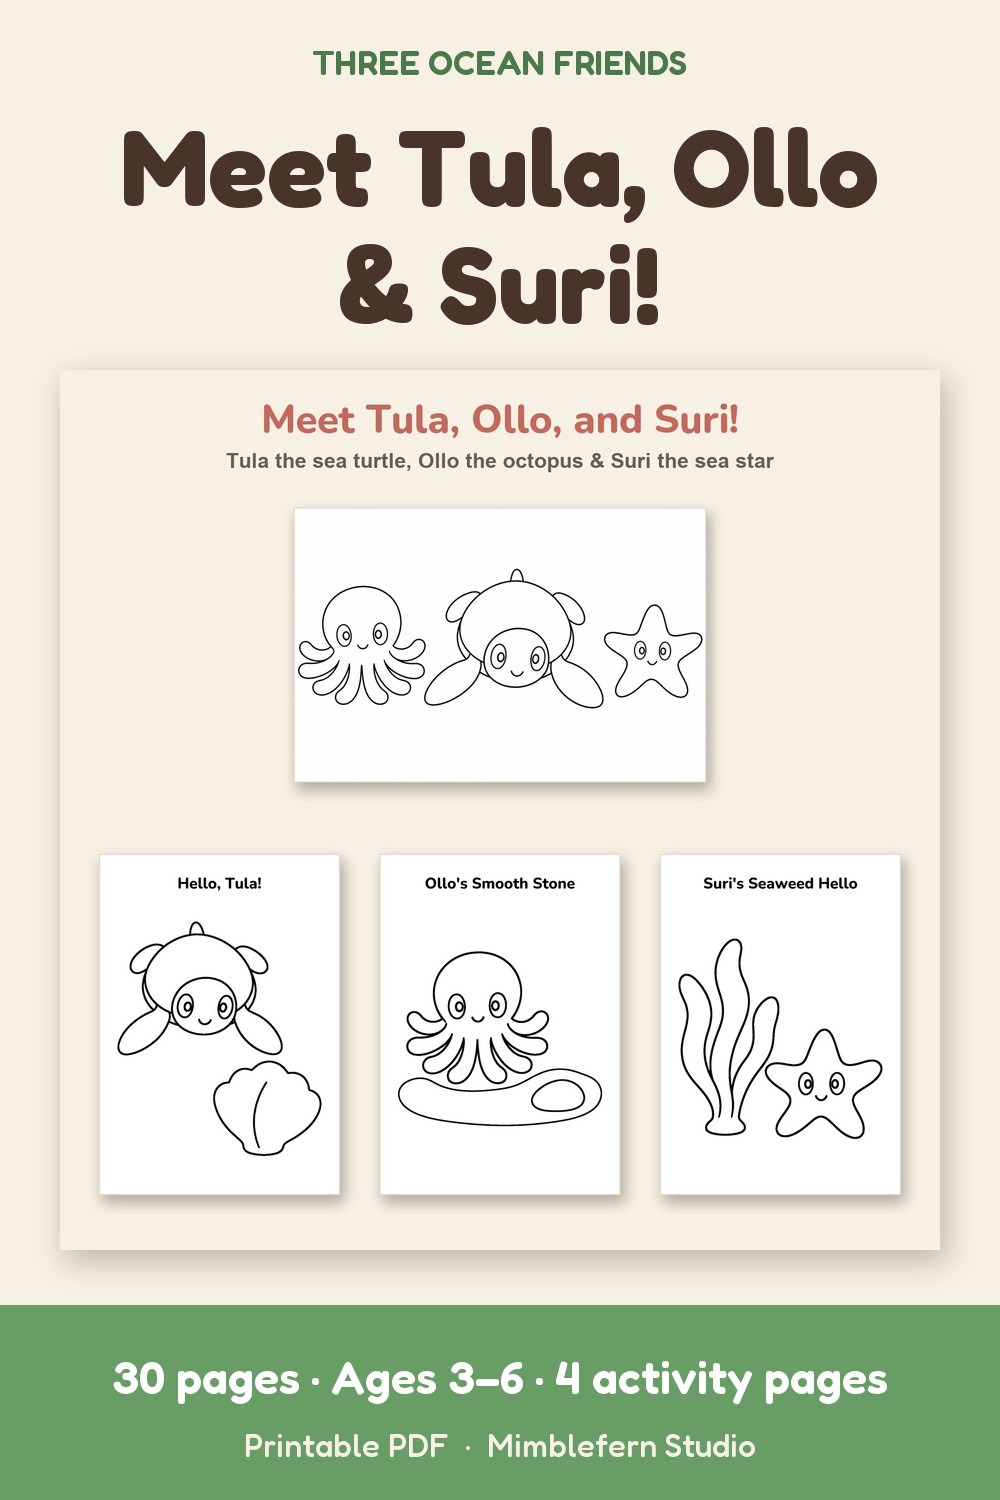 THREE OCEAN FRIENDS
Meet Tula, Ollo
& Suri!
Meet Tula, Ollo, and Suri!
Tula the sea turtle, Ollo the octopus & Suri the sea star
Hello, Tula!
Ollo's Smooth Stone
Suri's Seaweed Hello
30 pages · Ages 3–6 · 4 activity pages
Printable PDF · Mimblefern Studio